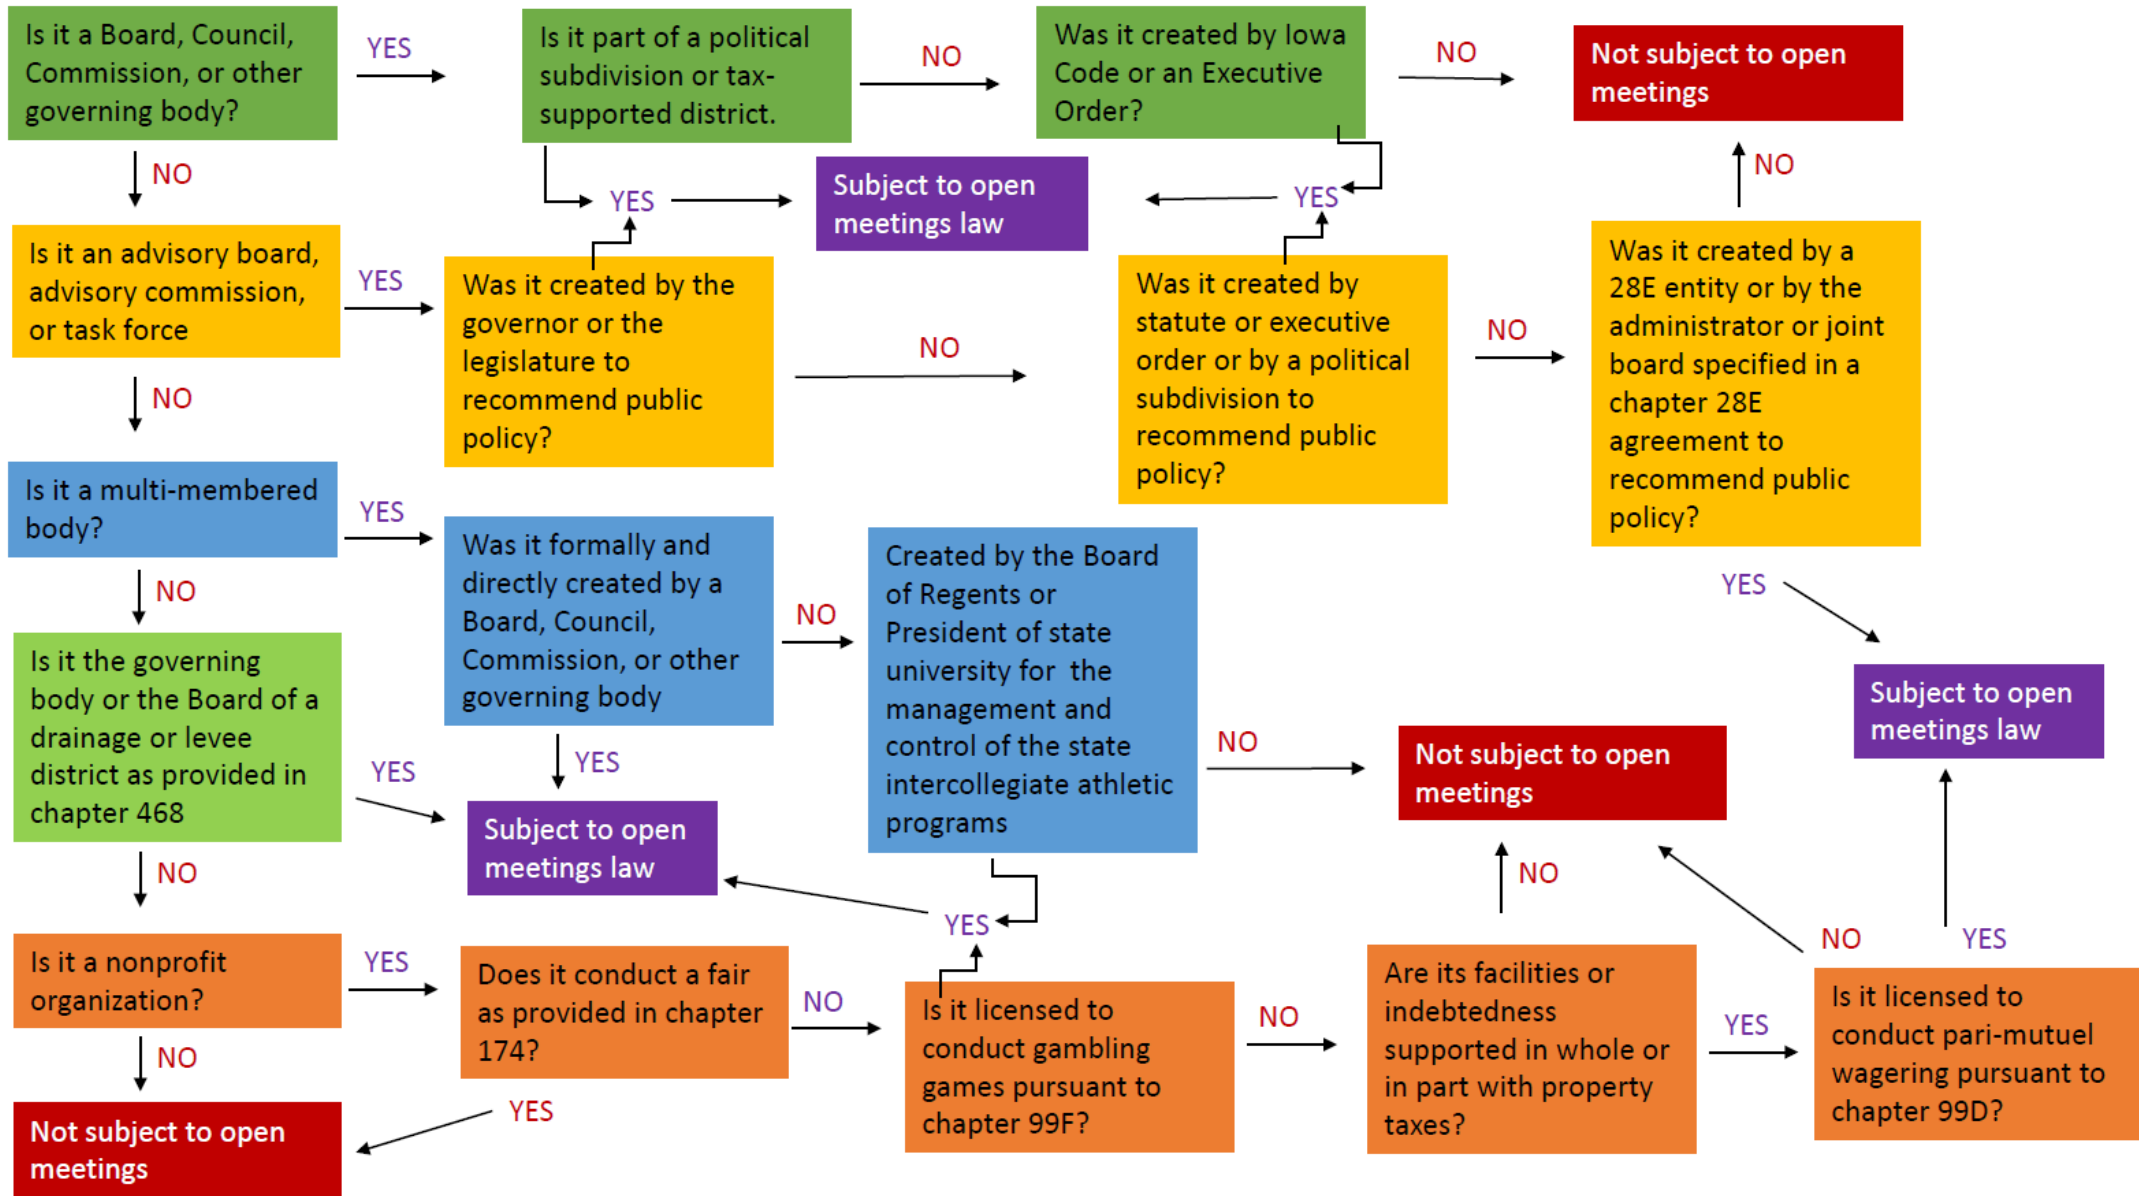 Is it a Board, Council,
Commission, or other
governing body?
YES
Is it part of a political
subdivision or tax-
supported district.
NO
Was it created by Iowa
Code or an Executive
Order?
NO
Not subject to open
meetings
NO
YES
Subject to open
meetings law
YES
NO
Is it an advisory board,
advisory commission,
or task force
YES
Was it created by the
governor or the
legislature to
recommend public
policy?
NO
Was it created by
statute or executive
order or by a political
subdivision to
recommend public
policy?
NO
Was it created by a
28E entity or by the
administrator or joint
board specified in a
chapter 28E
agreement to
recommend public
policy?
NO
YES
Subject to open
meetings law
Is it a multi-membered
body?
YES
Was it formally and
directly created by a
Board, Council,
Commission, or other
governing body
NO
Created by the Board
of Regents or
President of state
university for the
management and
control of the state
intercollegiate athletic
programs
NO
Not subject to open
meetings
NO
YES
Is it the governing
body or the Board of a
drainage or levee
district as provided in
chapter 468
YES
Subject to open
meetings law
NO
YES
NO
NO
YES
Is it a nonprofit
organization?
YES
Does it conduct a fair
as provided in chapter
174?
NO
Is it licensed to
conduct gambling
games pursuant to
chapter 99F?
NO
Are its facilities or
indebtedness
supported in whole or
in part with property
taxes?
YES
Is it licensed to
conduct pari-mutuel
wagering pursuant to
chapter 99D?
NO
YES
Not subject to open
meetings